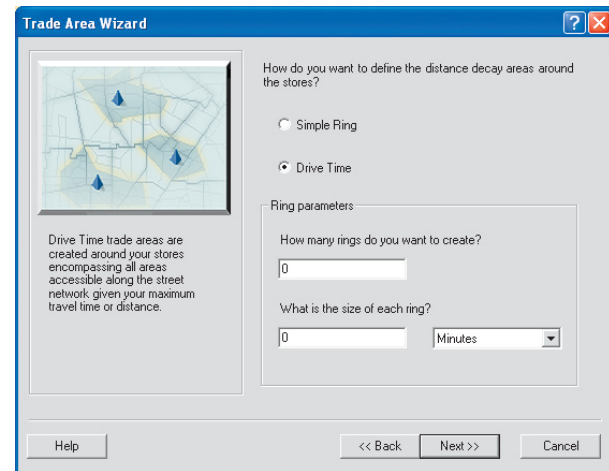 Trade Area Wizard
How do you want to define the distance decay areas around
the stores?
Simple Ring
Drive Time
Drive Time trade areas are
created around your stores
encompassing all areas
accessible along the street
network given your maximum
travel time or distance.
Ring parameters
How many rings do you want to create?
0
What is the size of each ring?
0 Minutes
Help << Back Next >> Cancel